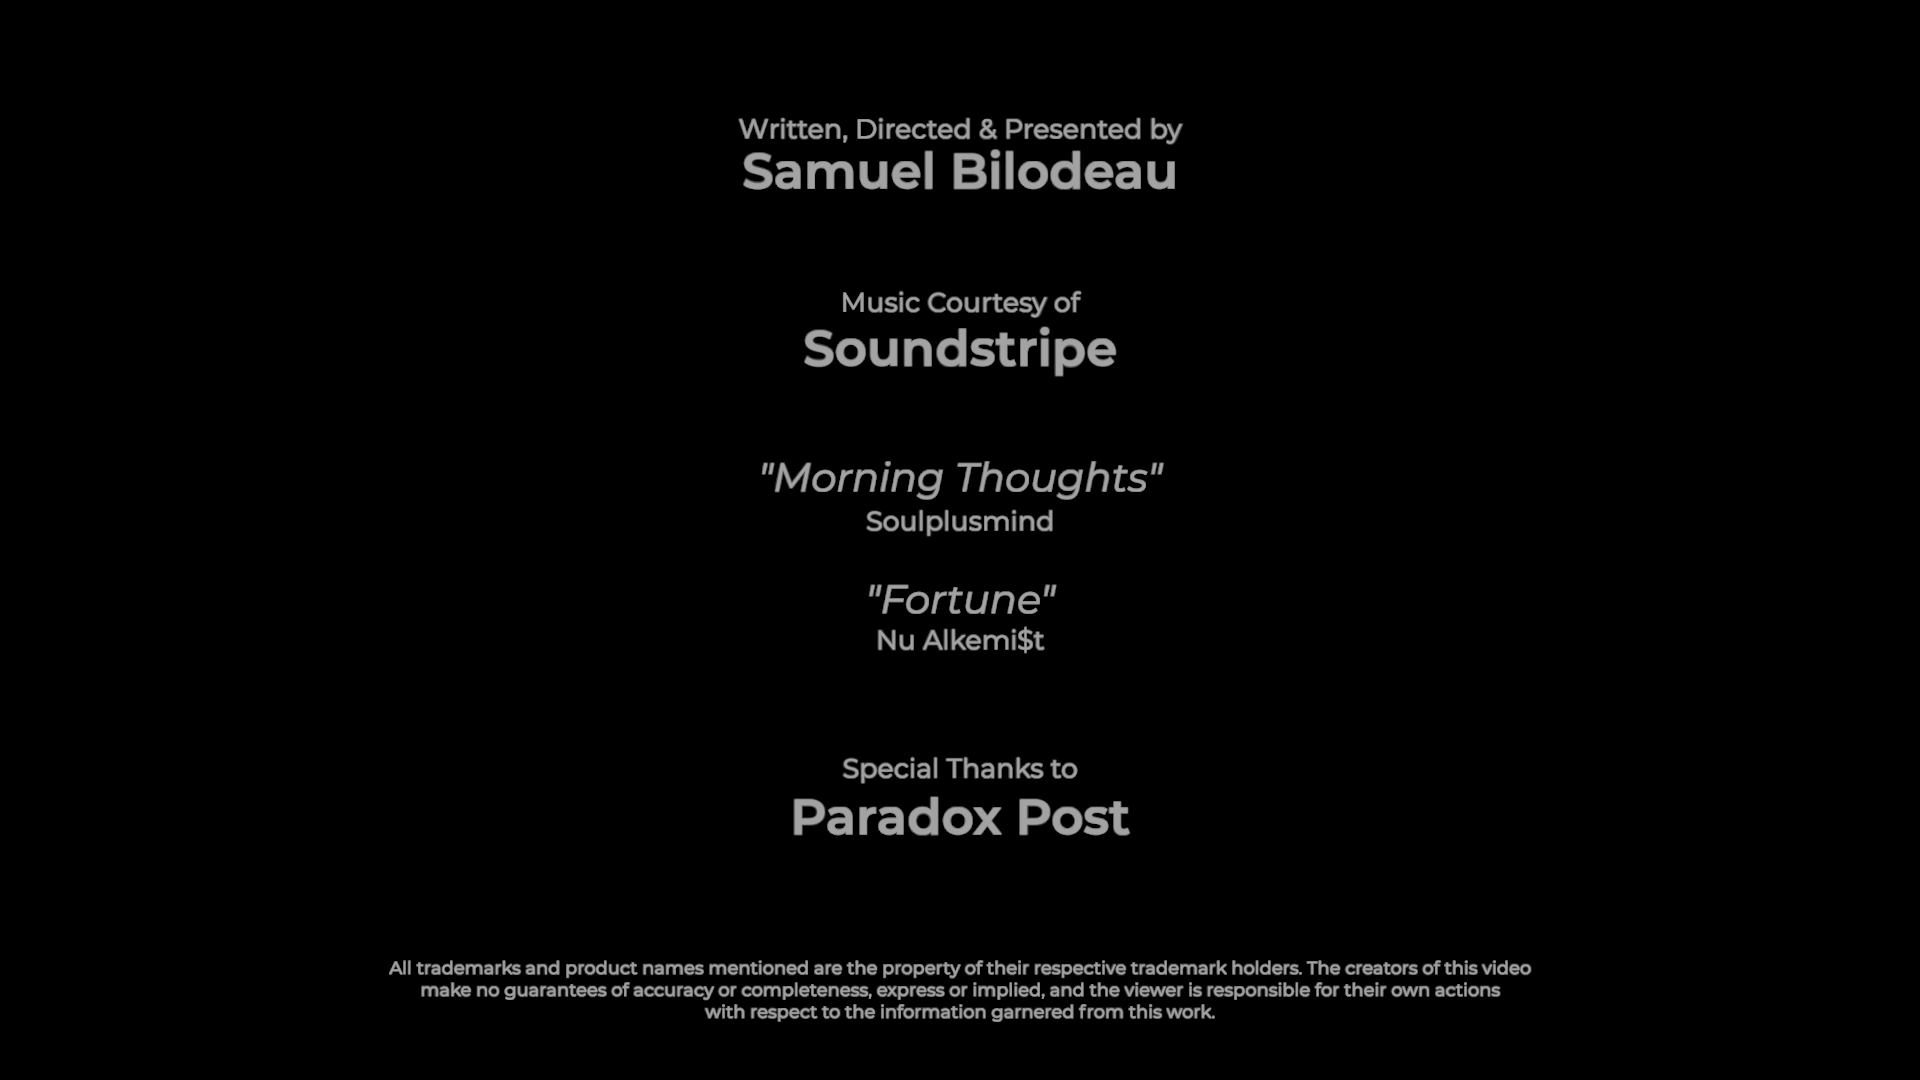 Written, Directed & Presented by
Samuel Bilodeau
Music Courtesy of
Soundstripe
"Morning Thoughts"
Soulplusmind
"Fortune"
Nu Alkemi$t
Special Thanks to
Paradox Post
All trademarks and product names mentioned are the property of their respective trademark holders. The creators of this video
make no guarantees of accuracy or completeness, express or implied, and the viewer is responsible for their own actions
with respect to the information garnered from this work.